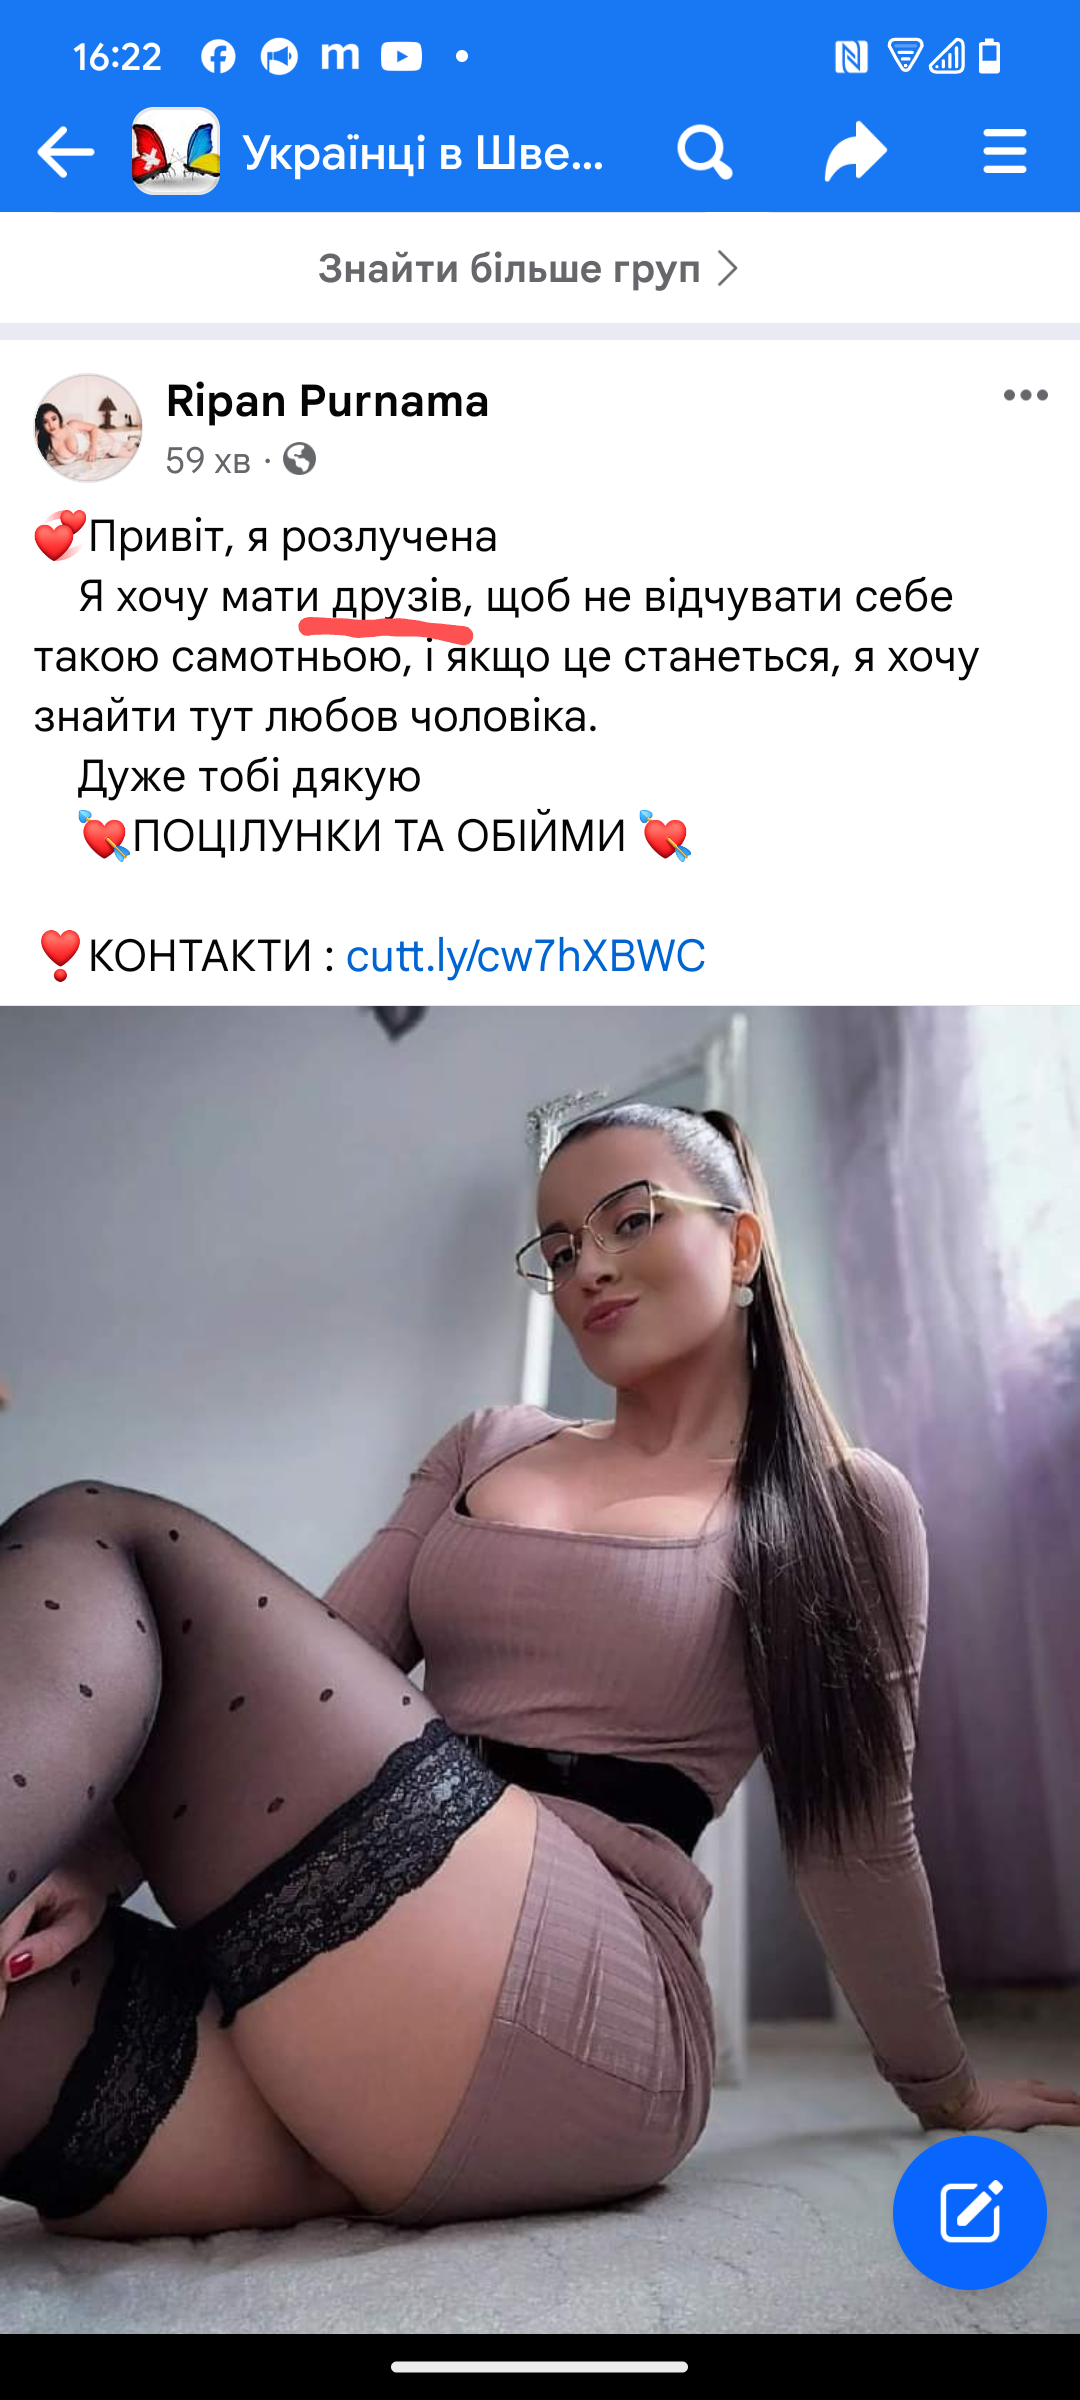 16:22
Українці в Шве...
Знайти більше груп
Ripan Purnama
59 хв ·
💞Привіт, я розлучена
Я хочу мати друзів, щоб не відчувати себе
такою самотньою, і якщо це станеться, я хочу
знайти тут любов чоловіка.
Дуже тобі дякую
💘ПОЦІЛУНКИ ТА ОБІЙМИ 💘
❣️КОНТАКТИ : cutt.ly/cw7hXBWC